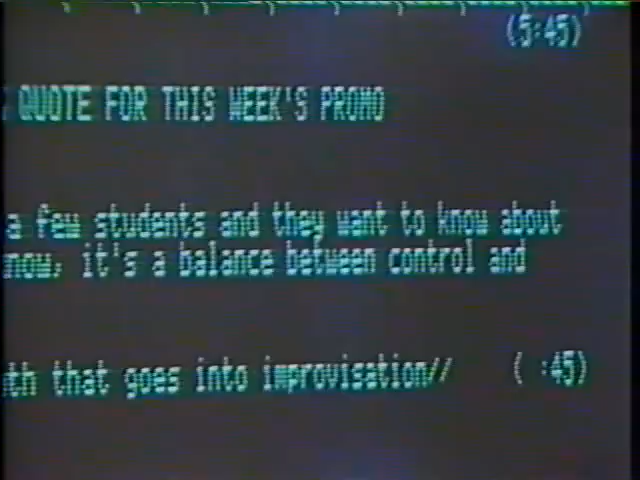 (5:45)
QUOTE FOR THIS WEEK'S PROMO
a few students and they want to know about
now, it's a balance between control and
th that goes into improvisation// ( :45)